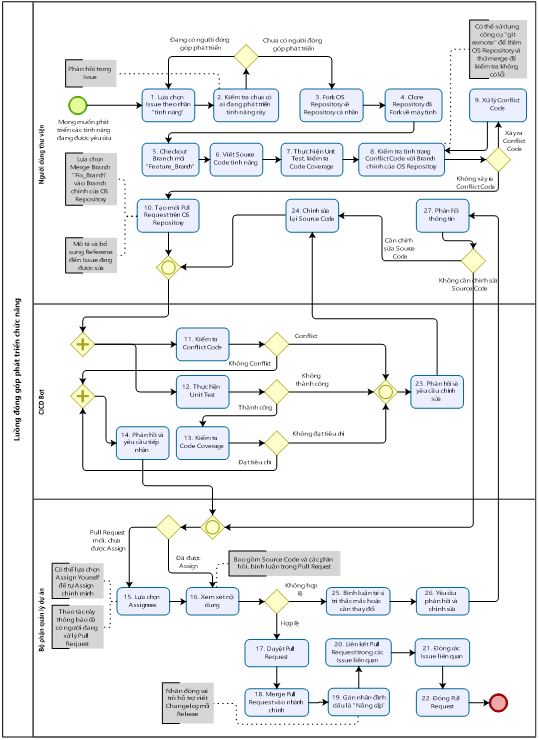 Luồng đóng góp phát triển chức năng
Người dùng thư viện
Đang có người đóng
góp phát triển
Chưa có người đóng
góp phát triển
Phản hồi trong
Issue
Có thể sử dụng
công cụ "git
remote" để thêm
OS Repository và
thử merge để
kiểm tra không
có lỗi
Mong muốn phát
triển các tính năng
đang được yêu cầu
1. Lựa chọn
Issue theo nhãn
"tính năng"
2. Kiểm tra chưa có
ai đang phát triển
tính năng này
3. Fork OS
Repository về
Repository cá nhân
4. Clone
Repository đã
Fork về máy tính
9. Xử lý Conflict
Code
5. Checkout
Branch mới
"Feature_Branch"
6. Viết Source
Code tính năng
7. Thực hiện Unit
Test, kiểm tra
Code Coverage
8. Kiểm tra tình trạng
Conflict Code với Branch
chính của OS Repository
Xảy ra
Conflict
Code
Không xảy ra
Conflict Code
Lựa chọn
Merge Branch
"Fix_Branch"
vào Branch
chính của OS
Repository
Mô tả và bổ
sung Reference
đến Issue đang
được sửa
10. Tạo mới Pull
Request trên OS
Repository
24. Chỉnh sửa
lại Source Code
27. Phản hồi
thông tin
Cần chỉnh
sửa Source
Code
Không cần chỉnh sửa
Source Code
CICD Bot
11. Kiểm tra
Conflict Code
Conflict
Không Conflict
12. Thực hiện
Unit Test
Không
thành công
Thành công
13. Kiểm tra
Code Coverage
Không đạt tiêu chí
Đạt tiêu chí
14. Phản hồi và
yêu cầu tiếp
nhận
23. Phản hồi và
yêu cầu chỉnh
sửa
Bộ phận quản lý dự án
Pull Request
mới, chưa
được Assign
Đã được
Assign
Bao gồm Source Code và các phản
hồi, bình luận trong Pull Request
Có thể lựa chọn
Assign Yourself
để tự Assign
chính mình
Thao tác này
thông báo đã
có người đang
xử lý Pull
Request
15. Lựa chọn
Assignees
16. Xem xét nội
dung
Không hợp
lệ
Hợp lệ
25. Bình luận tại vị
trí thắc mắc hoặc
cần thay đổi
26. Yêu cầu
phản hồi và
chỉnh sửa
17. Duyệt Pull
Request
18. Merge Pull
Request vào nhánh
chính
19. Gán nhãn đánh
dấu là "Nâng cấp"
20. Liên kết Pull
Request trong các
Issue liên quan
21. Đóng các
Issue liên quan
22. Đóng Pull
Request
Nhãn đóng vai
trò hỗ trợ viết
Changelog mỗi
Release